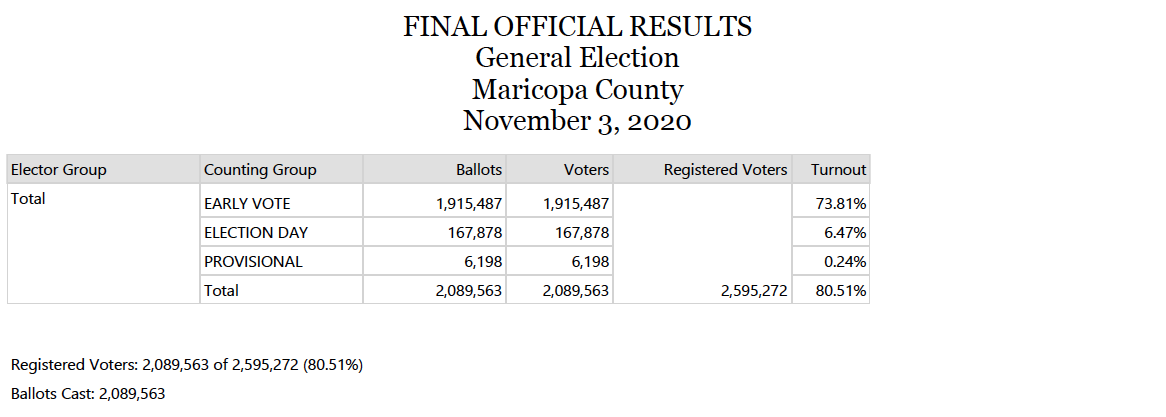 FINAL OFFICIAL RESULTS
General Election
Maricopa County
November 3, 2020
Elector Group Counting Group Ballots Voters Registered Voters Turnout
Total EARLY VOTE 1,915,487 1,915,487 73.81%
ELECTION DAY 167,878 167,878 6.47%
PROVISIONAL 6,198 6,198 0.24%
Total 2,089,563 2,089,563 2,595,272 80.51%
Registered Voters: 2,089,563 of 2,595,272 (80.51%)
Ballots Cast: 2,089,563